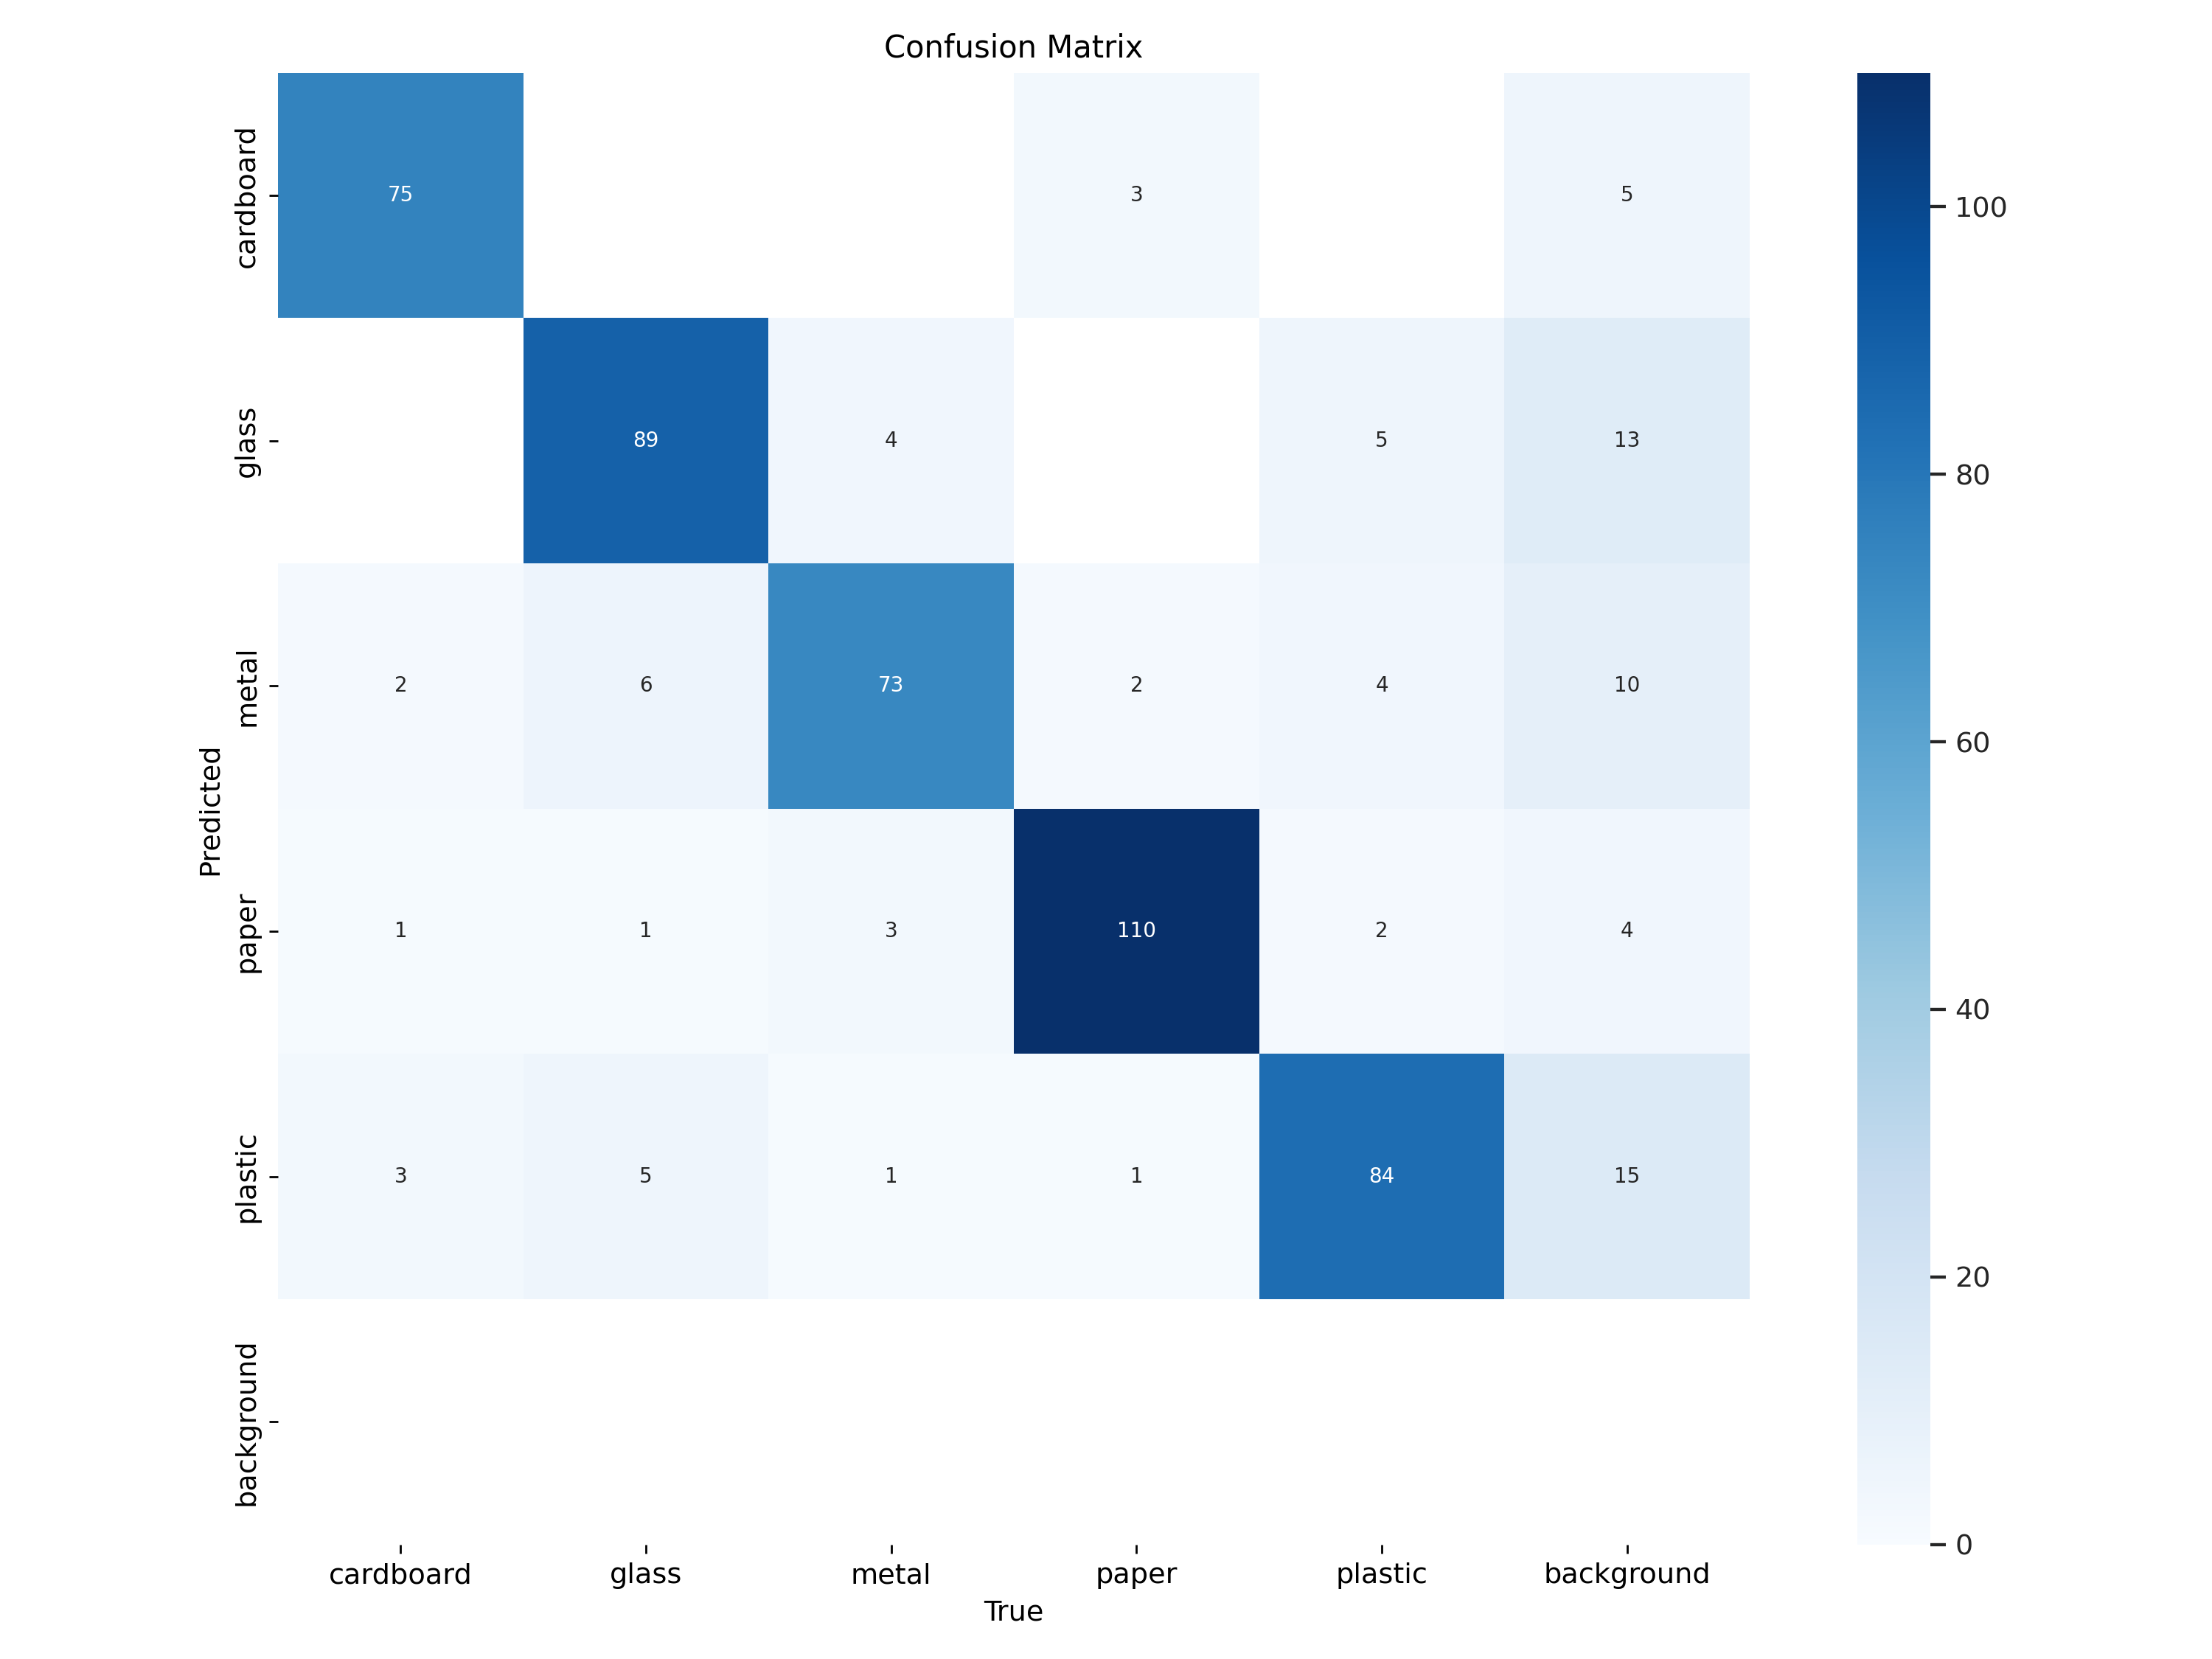 Confusion Matrix
cardboard
75 3 5
glass
89 4 5 13
metal
2 6 73 2 4 10
paper
1 1 3 110 2 4
plastic
3 5 1 1 84 15
background
Predicted
cardboard glass metal paper plastic background
True
100
80
60
40
20
0